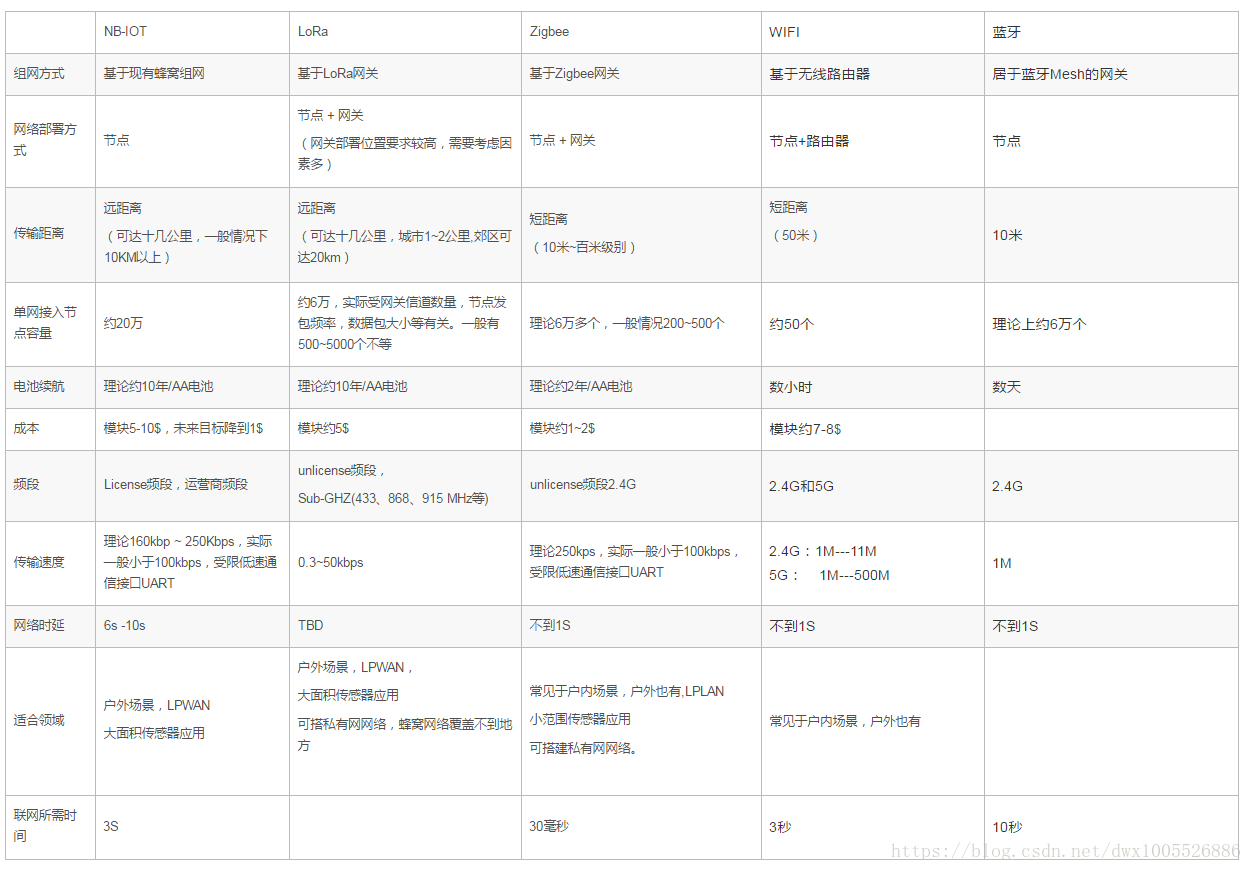 NB-IOT
LoRa
Zigbee
WIFI
蓝牙
组网方式
基于现有蜂窝组网
基于LoRa网关
基于Zigbee网关
基于无线路由器
居于蓝牙Mesh的网关
网络部署方
式
节点
节点 + 网关
（网关部署位置要求较高，需要考虑因
素多）
节点 + 网关
节点+路由器
节点
传输距离
远距离
（可达十几公里，一般情况下
10KM以上）
远距离
（可达十几公里，城市1~2公里,郊区可
达20km）
短距离
（10米~百米级别）
短距离
（50米）
10米
单网接入节
点容量
约20万
约6万，实际受网关信道数量，节点发
包频率，数据包大小等有关。一般有
500~5000个不等
理论6万多个，一般情况200~500个
约50个
理论上约6万个
电池续航
理论约10年/AA电池
理论约10年/AA电池
理论约2年/AA电池
数小时
数天
成本
模块5-10$，未来目标降到1$
模块约5$
模块约1~2$
模块约7-8$
频段
License频段，运营商频段
unlicense频段，
Sub-GHZ(433、868、915 MHz等)
unlicense频段2.4G
2.4G和5G
2.4G
传输速度
理论160kbp ~ 250Kbps，实际
一般小于100kbps，受限低速通
信接口UART
0.3~50kbps
理论250kps，实际一般小于100kbps，
受限低速通信接口UART
2.4G：1M---11M
5G： 1M---500M
1M
网络时延
6s -10s
TBD
不到1S
不到1S
不到1S
适合领域
户外场景，LPWAN
大面积传感器应用
户外场景，LPWAN，
大面积传感器应用
可搭私有网网络，蜂窝网络覆盖不到地
方
常见于户内场景，户外也有,LPLAN
小范围传感器应用
可搭建私有网网络。
常见于户内场景，户外也有
联网所需时
间
3S
30毫秒
3秒
10秒
https://blog.csdn.net/dwx1005526886